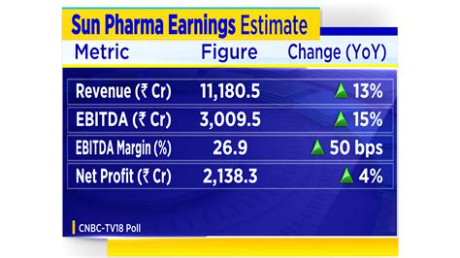 Sun Pharma Earnings Estimate
Metric Figure Change (YoY)
Revenue (₹ Cr) 11,180.5 ▲ 13%
EBITDA (₹ Cr) 3,009.5 ▲ 15%
EBITDA Margin (%) 26.9 ▲ 50 bps
Net Profit (₹ Cr) 2,138.3 ▲ 4%
CNBC-TV18 Poll